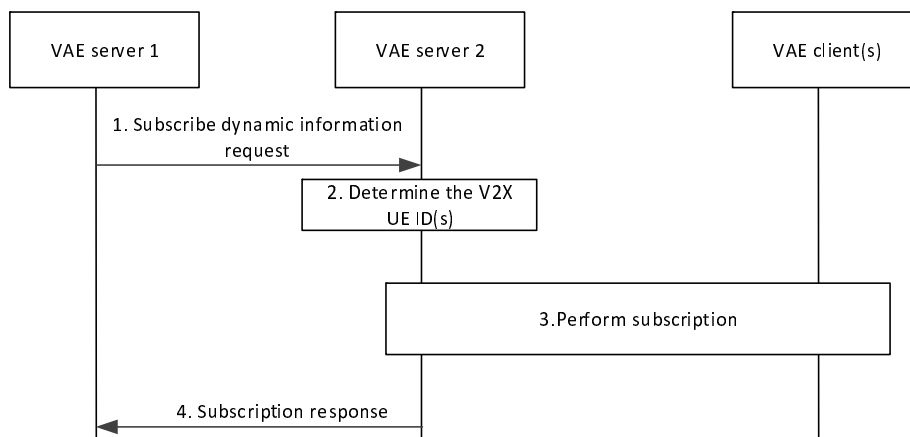 VAE server 1
VAE server 2
VAE client(s)
1. Subscribe dynamic information
request
2. Determine the V2X
UE ID(s)
3.Perform subscription
4. Subscription response